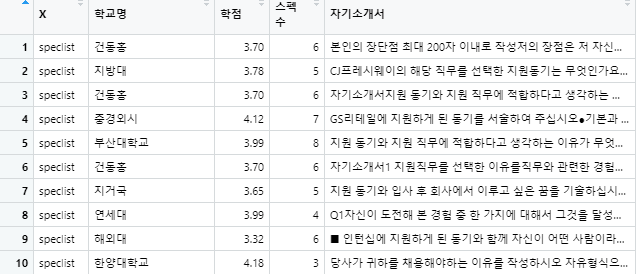 X 학교명 학점 스펙수 자기소개서
1 speclist 건동홍 3.70 6 본인의 장단점 최대 200자 이내로 작성저의 장점은 저 자신...
2 speclist 지방대 3.78 5 CJ프레시웨이의 해당 직무를 선택한 지원동기는 무엇인가요...
3 speclist 건동홍 3.70 6 자기소개서지원 동기와 지원 직무에 적합하다고 생각하는 ...
4 speclist 중경외시 4.12 7 GS리테일에 지원하게 된 동기를 서술하여 주십시오●기본과 ...
5 speclist 부산대학교 3.99 8 지원 동기와 지원 직무에 적합하다고 생각하는 이유가 무엇...
6 speclist 건동홍 3.70 6 자기소개서1 지원직무를 선택한 이유를직무와 관련한 경험...
7 speclist 지거국 3.65 5 지원 동기와 입사 후 회사에서 이루고 싶은 꿈을 기술하십시...
8 speclist 연세대 3.99 4 Q1자신이 도전해 본 경험 중 한 가지에 대해서 그것을 달성...
9 speclist 해외대 3.32 6 ■ 인턴십에 지원하게 된 동기와 함께 자신이 어떤 사람이라...
10 speclist 한양대학교 4.18 3 당사가 귀하를 채용해야하는 이유를 작성하시오 자유형식으...